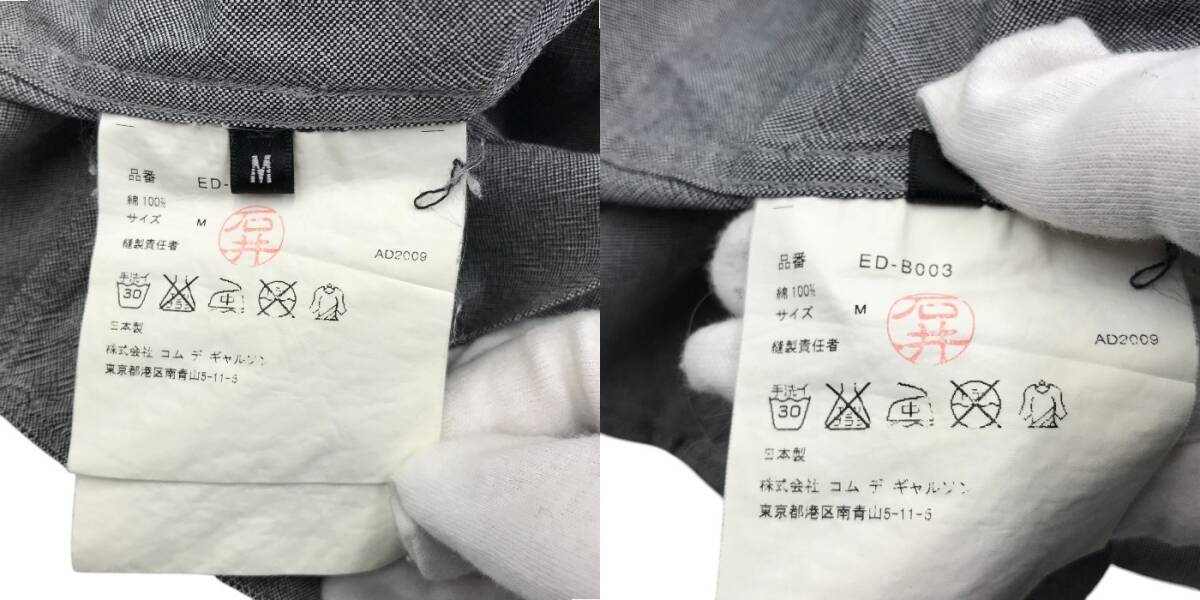 M
品番 ED-
綿 100%
サイズ M
縫製責任者 石井 AD2009
手洗イ
30 中
日本製
株式会社 コム デ ギャルソン
東京都港区南青山5-11-5
品番 ED-B003
綿 100%
サイズ M
縫製責任者 石井 AD2009
手洗イ
30 中
日本製
株式会社 コム デ ギャルソン
東京都港区南青山5-11-5